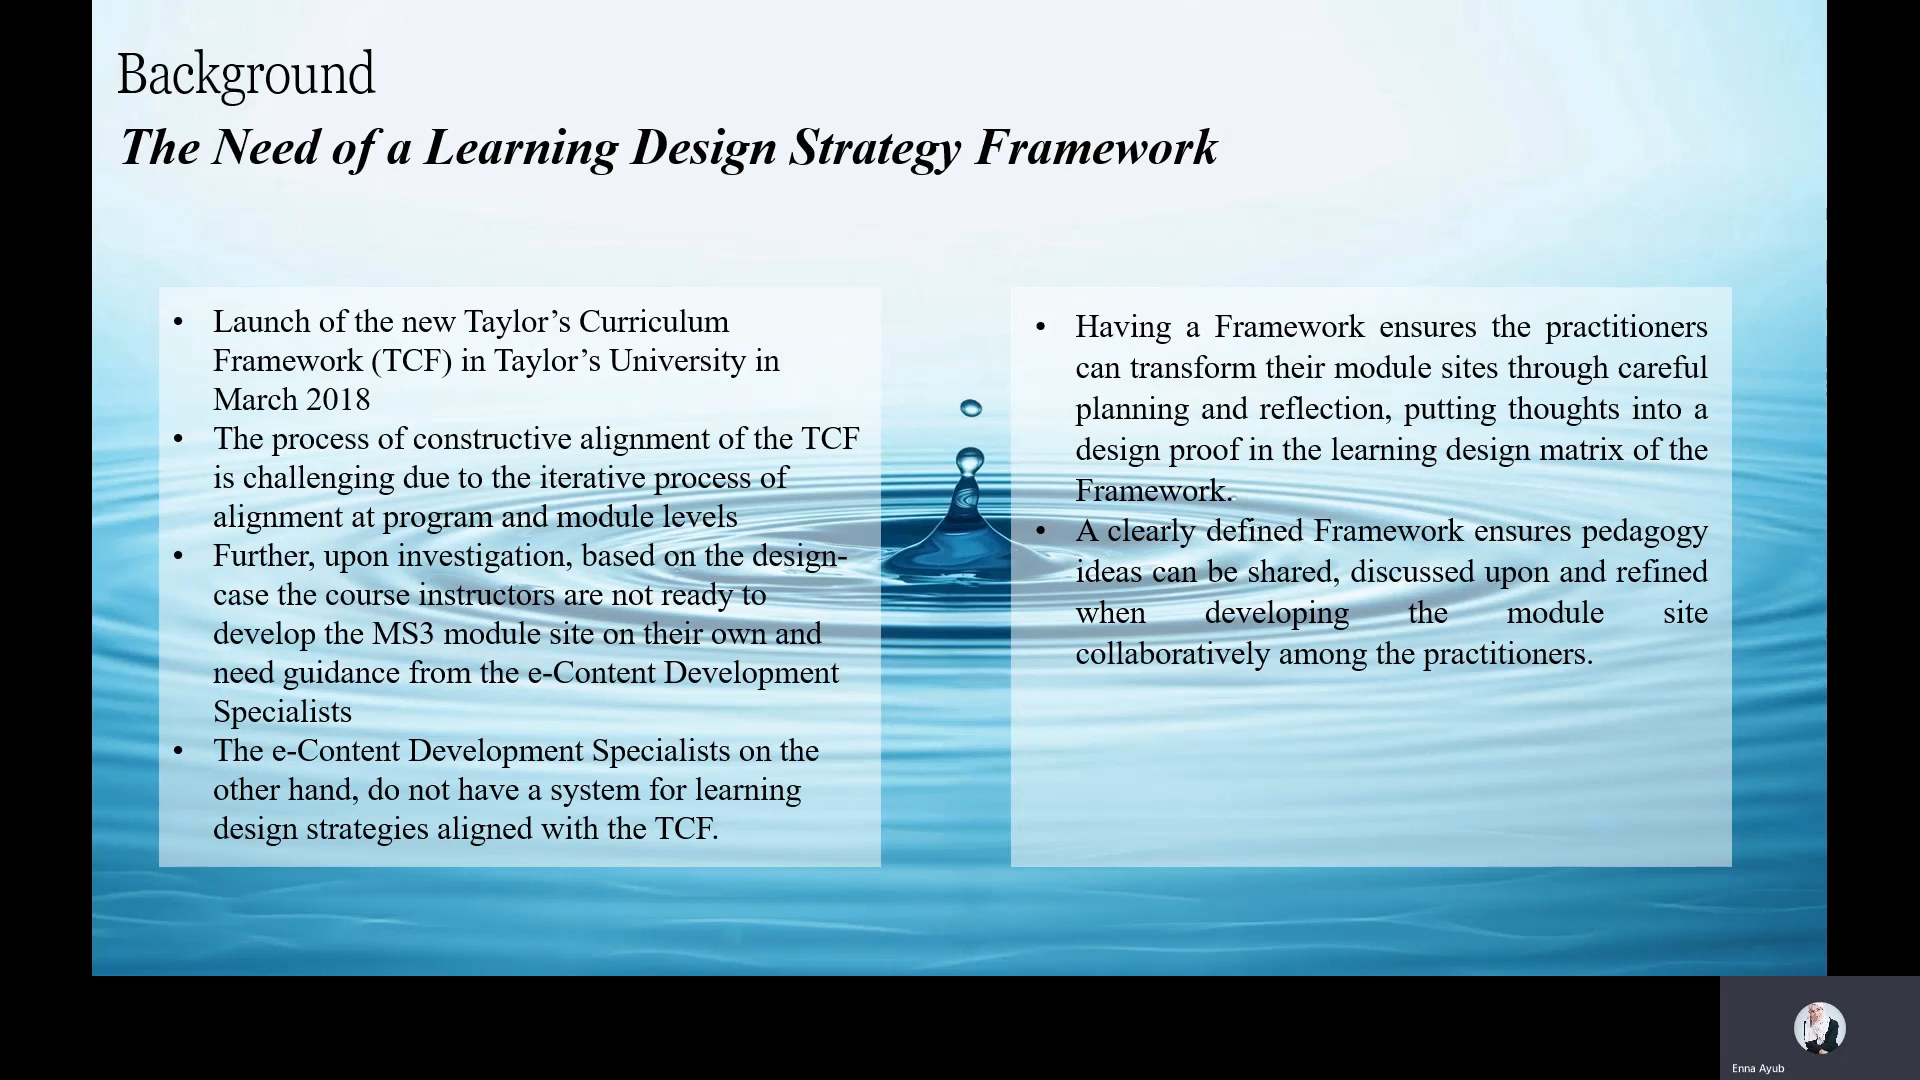 Background
The Need of a Learning Design Strategy Framework
• Launch of the new Taylor’s Curriculum
Framework (TCF) in Taylor’s University in
March 2018
• The process of constructive alignment of the TCF
is challenging due to the iterative process of
alignment at program and module levels
• Further, upon investigation, based on the design-
case the course instructors are not ready to
develop the MS3 module site on their own and
need guidance from the e-Content Development
Specialists
• The e-Content Development Specialists on the
other hand, do not have a system for learning
design strategies aligned with the TCF.
• Having a Framework ensures the practitioners
can transform their module sites through careful
planning and reflection, putting thoughts into a
design proof in the learning design matrix of the
Framework.
• A clearly defined Framework ensures pedagogy
ideas can be shared, discussed upon and refined
when developing the module site
collaboratively among the practitioners.
Enna Ayub